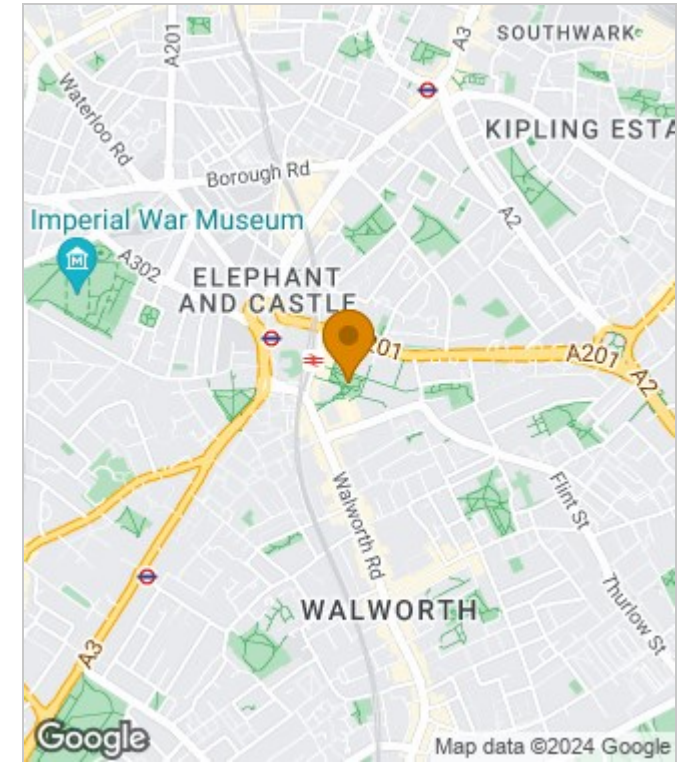 A201
A3
SOUTHWARK
Waterloo Rd
KIPLING ESTA
Borough Rd
A2
Imperial War Museum
M
A302
ELEPHANT
AND CASTLE
201
A201
A2
Flint St
Walworth Rd
Thurlow St
WALWORTH
A3
Google
Map data ©2024 Google